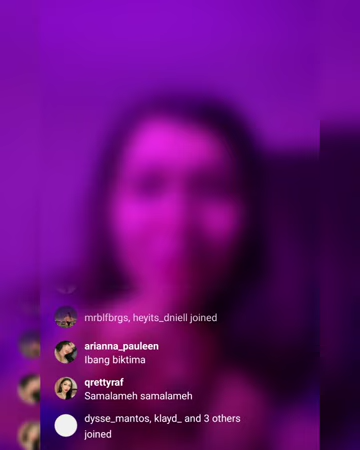 mrblfbrgs, heyits_dniell joined
arianna_pauleen
Ibang biktima
qrettyraf
Samalameh samalameh
dysse_mantos, klayd_ and 3 others
joined